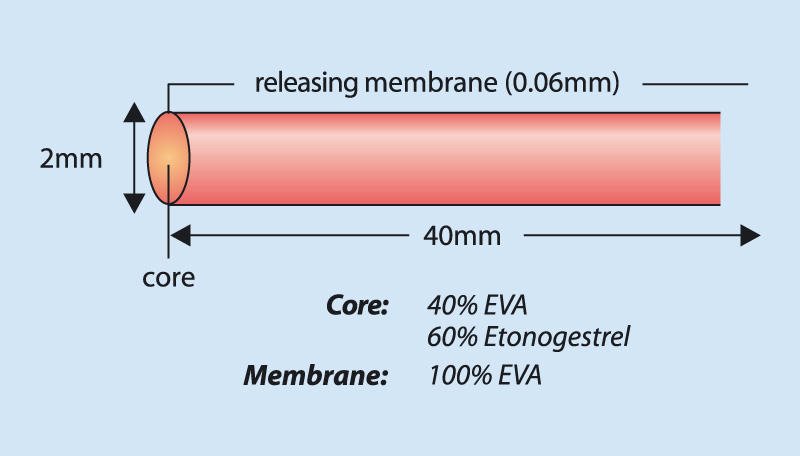 releasing membrane (0.06mm)
2mm
40mm
core
Core: 40% EVA
60% Etonogestrel
Membrane: 100% EVA